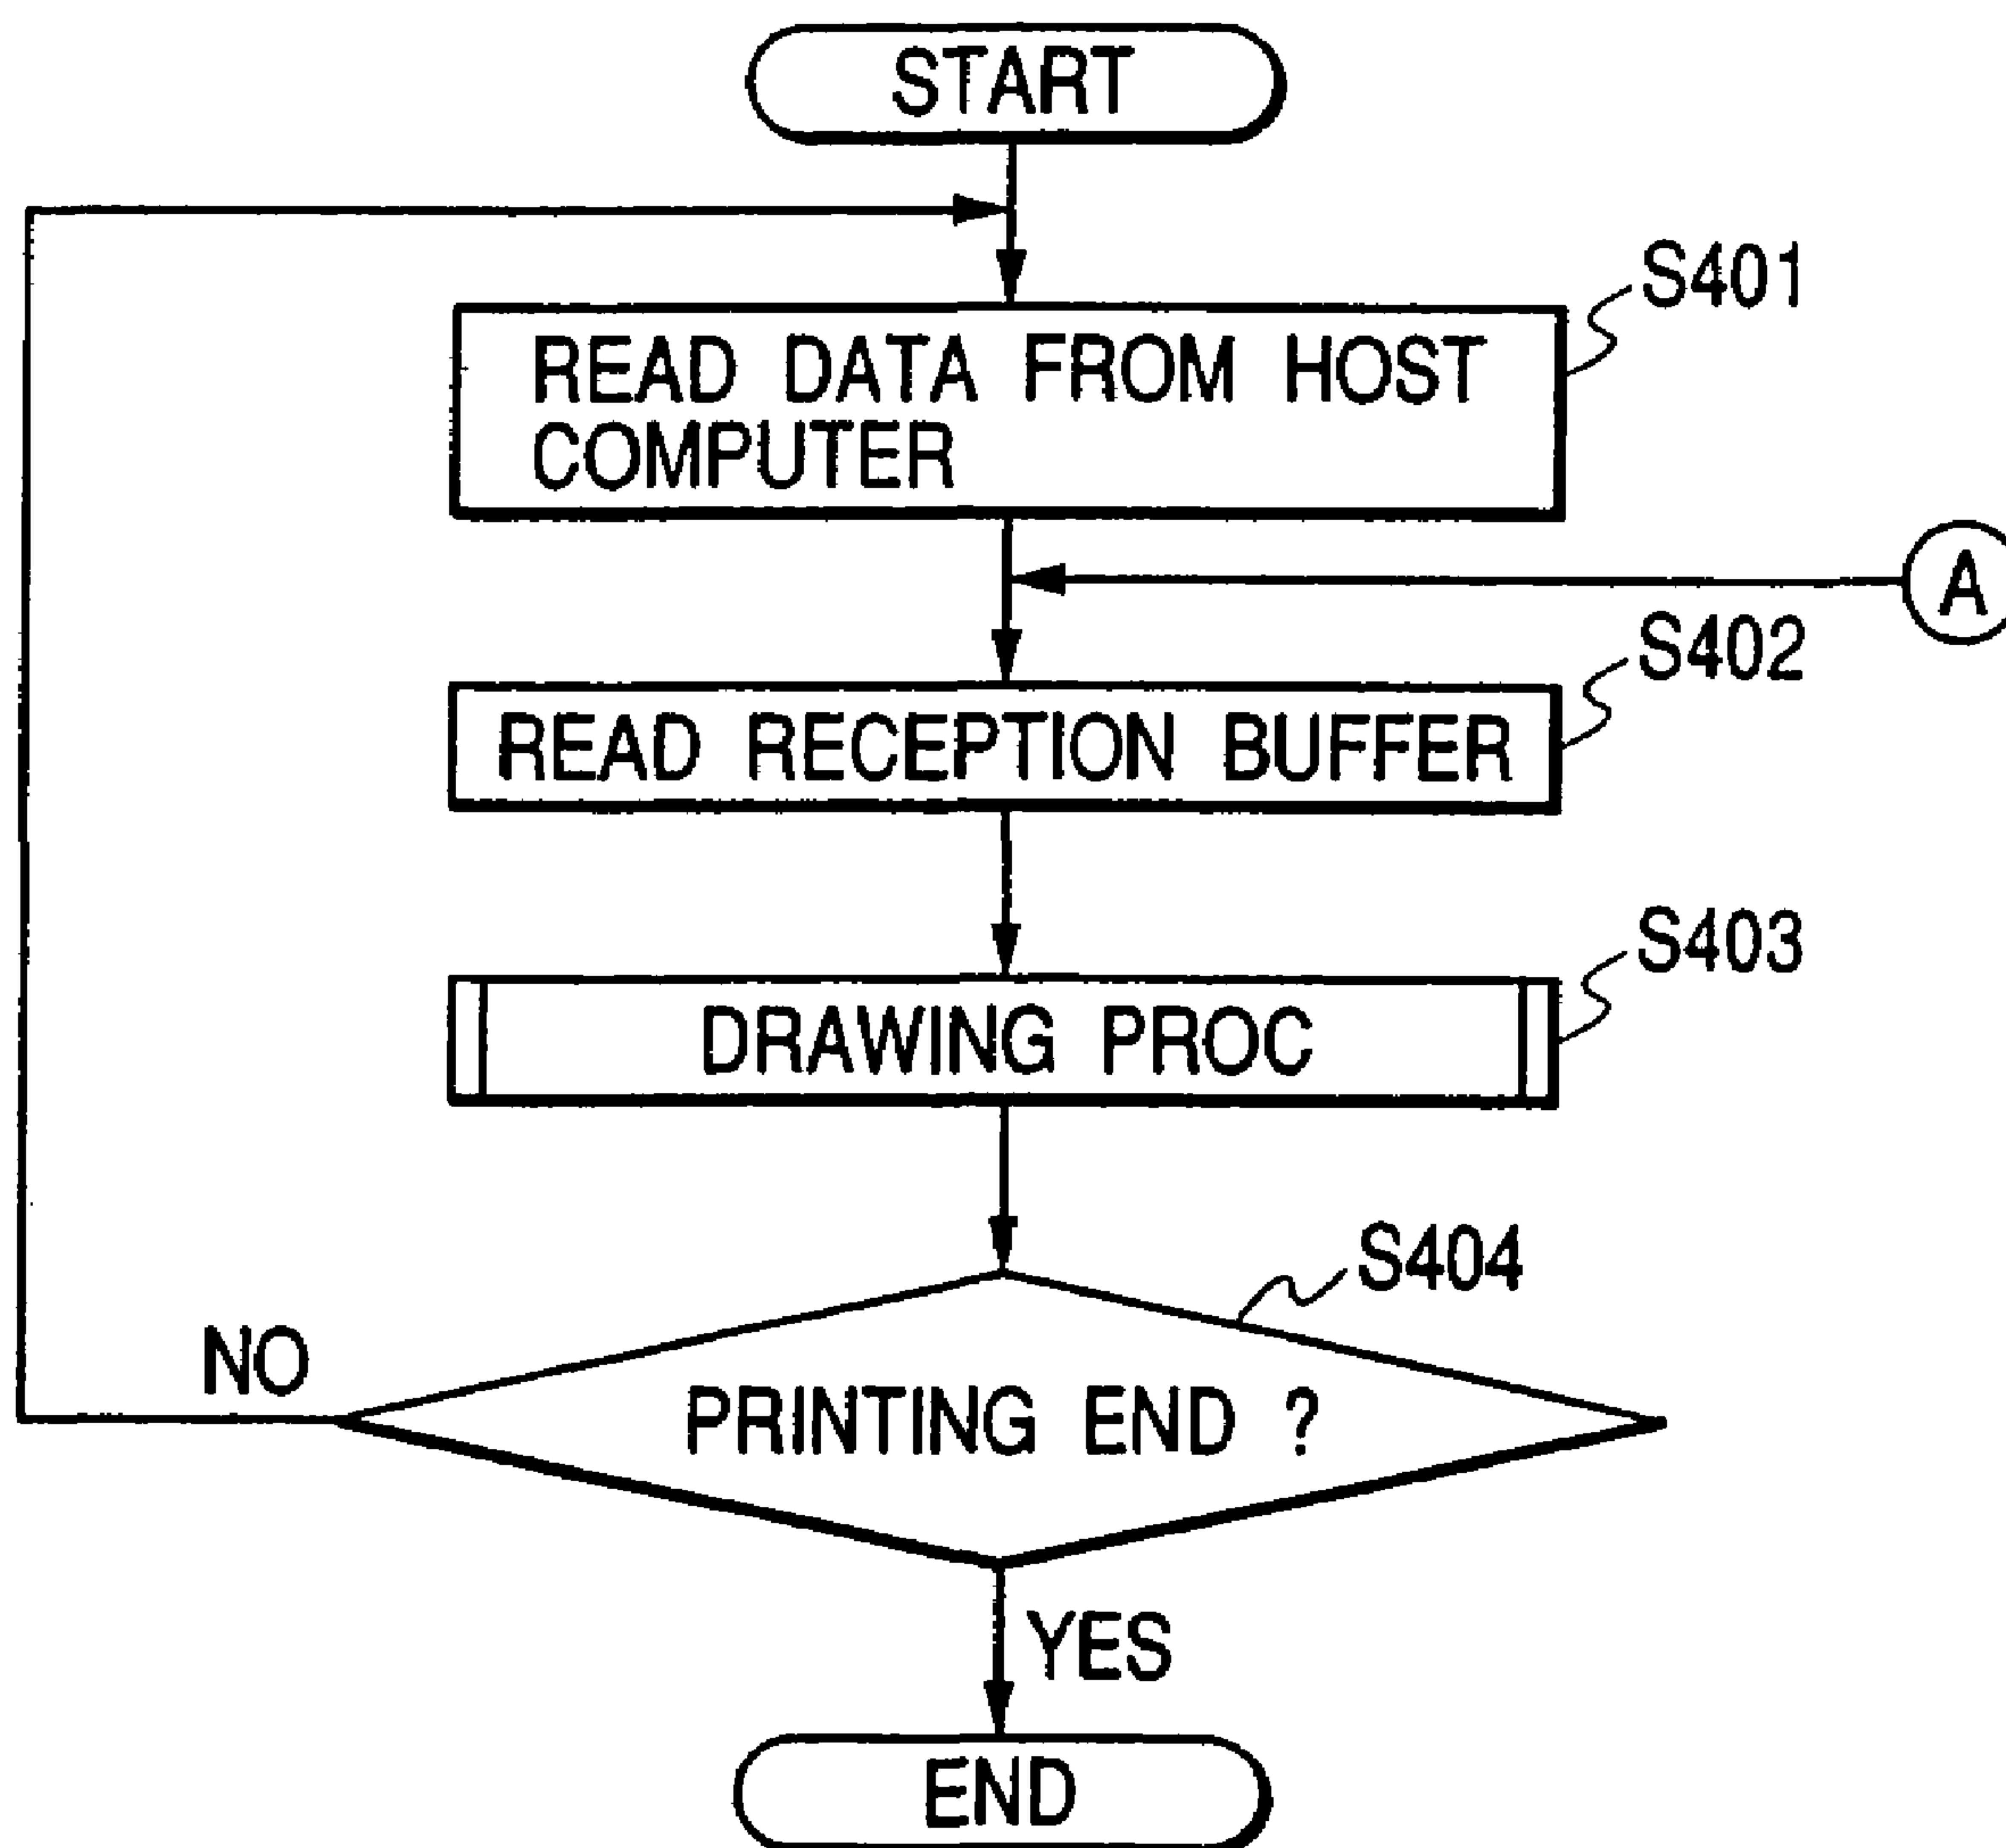 START
S401
READ DATA FROM HOST
COMPUTER
A
S402
READ RECEPTION BUFFER
S403
DRAWING PROC
S404
NO
PRINTING END ?
YES
END